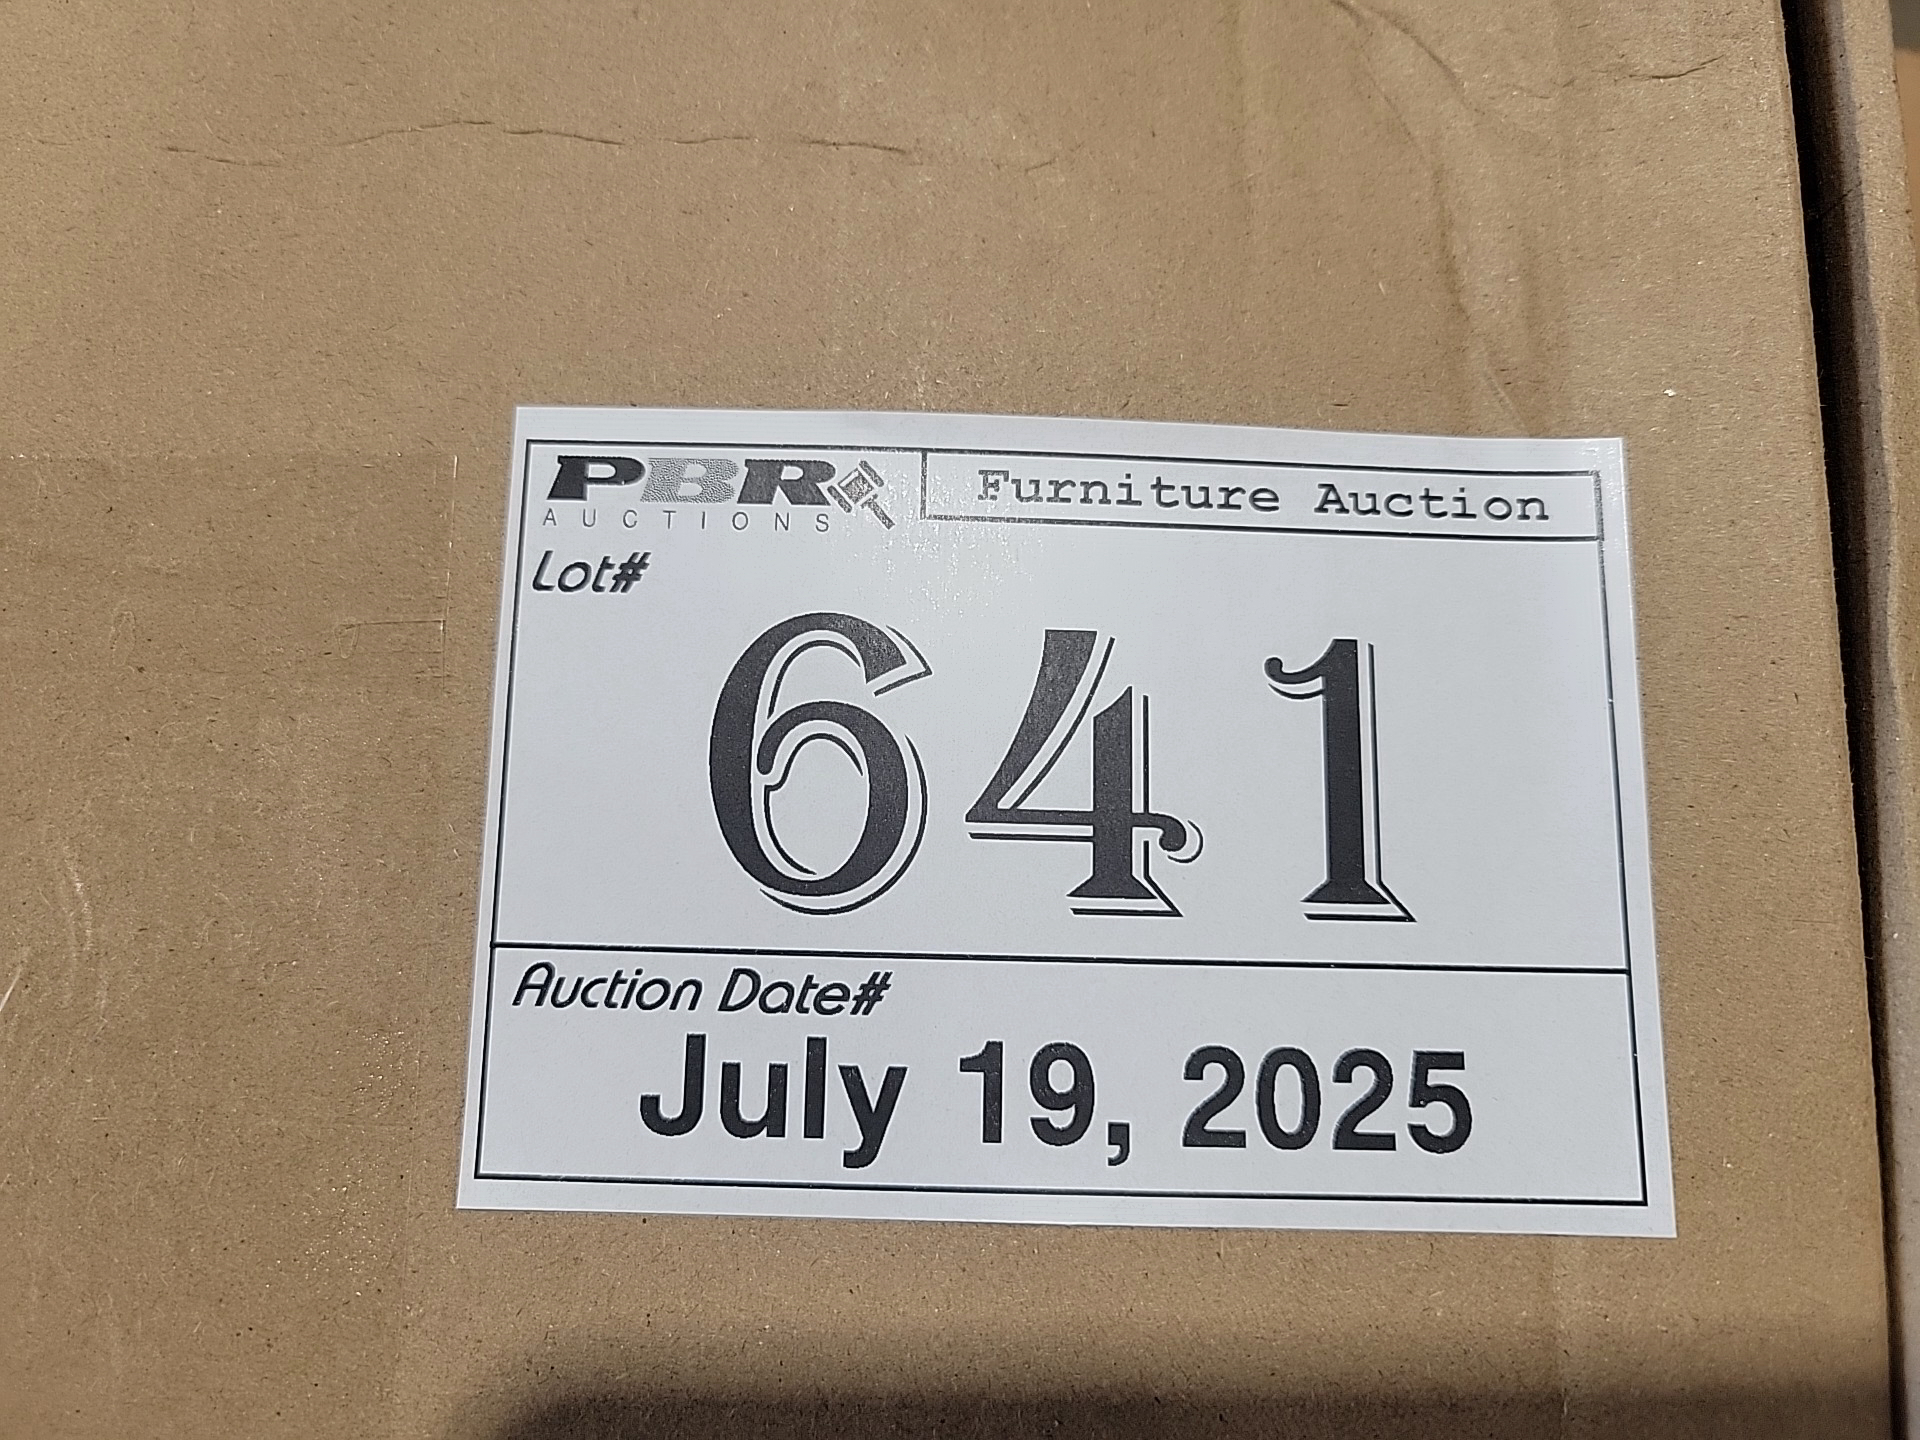 PBR
AUCTIONS
Furniture Auction
Lot#
641
Auction Date#
July 19, 2025